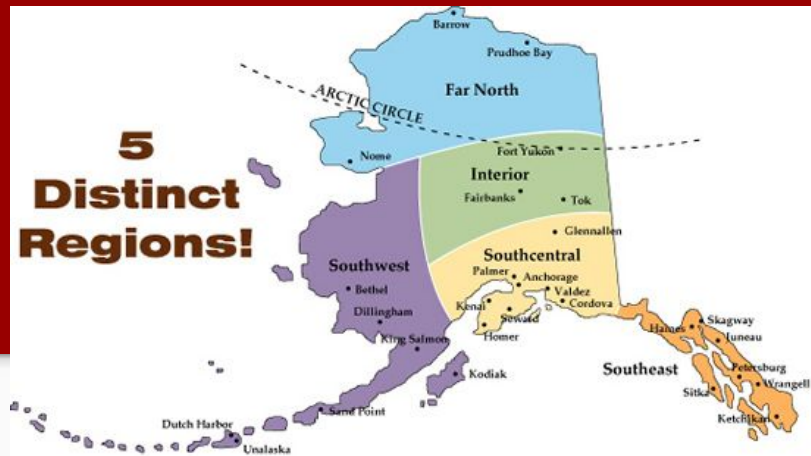 5
Distinct
Regions!
Barrow
Prudhoe Bay
Far North
ARCTIC CIRCLE
Nome
Fort Yukon
Interior
Fairbanks
Tok
Glennallen
Southcentral
Palmer
Anchorage
Valdez
Cordova
Kenai
Seward
Homer
Southwest
Bethel
Dillingham
King Salmon
Kodiak
Sand Point
Dutch Harbor
Unalaska
Southeast
Haines
Skagway
Juneau
Petersburg
Wrangell
Sitka
Ketchikan